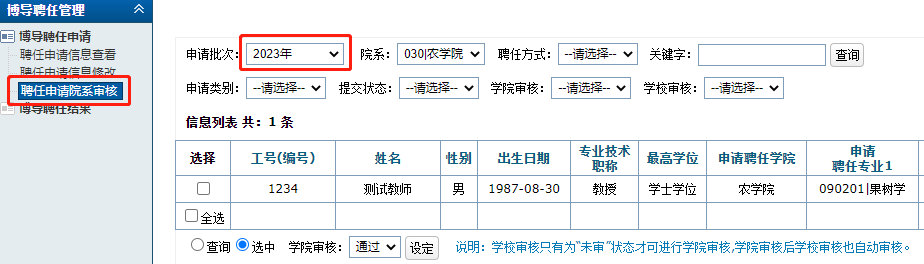 博导聘任管理
博导聘任申请
聘任申请信息查看
聘任申请信息修改
聘任申请院系审核
博导聘任结果
申请批次： 2023年 院系： 030|农学院 聘任方式： --请选择-- 关键字： 查询
申请类别： --请选择-- 提交状态： --请选择-- 学院审核： --请选择-- 学校审核： --请选择--
信息列表 共：1 条
选择 工号(编号) 姓名 性别 出生日期 专业技术职称 最高学位 申请聘任学院 申请聘任专业1
1234 测试教师 男 1987-08-30 教授 学士学位 农学院 090201|果树学
全选
查询 选中 学院审核： 通过 设定 说明：学校审核只有为“未审”状态才可进行学院审核,学院审核后学校审核也自动审核。